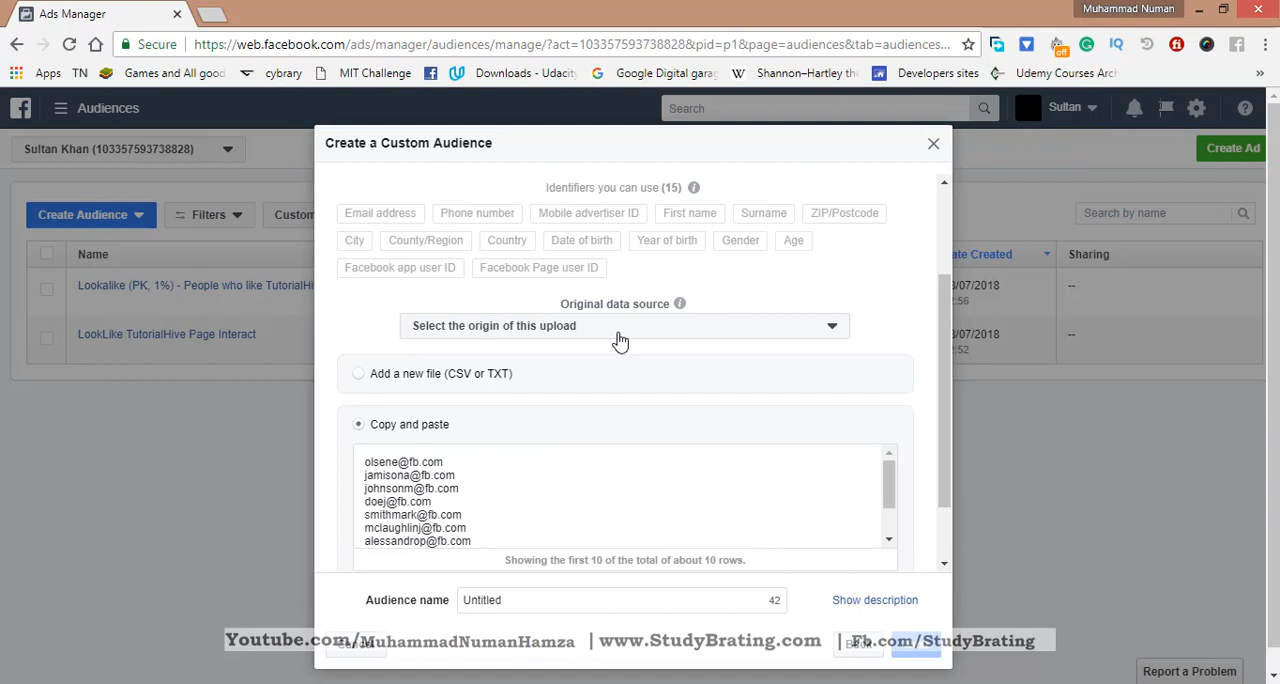 Ads Manager
Muhammad Numan
Secure
https://web.facebook.com/ads/manager/audiences/manage/?act=103357593738828&pid=p1&page=audiences&tab=audiences...
Apps TN Games and All good cybrary MIT Challenge Downloads - Udacity Google Digital garag Shannon–Hartley the Developers sites Udemy Courses Arc »
off
Audiences
Search
Sultan
Sultan Khan (103357593738828)
Create Ad
Create a Custom Audience
Create Audience
Filters
Custom
Search by name
Name
ate Created
Sharing
Lookalike (PK, 1%) - People who like TutorialHi
8/07/2018
2:56
--
LookLike TutorialHive Page Interact
8/07/2018
2:52
--
Identifiers you can use (15)
Email address Phone number Mobile advertiser ID First name Surname ZIP/Postcode
City County/Region Country Date of birth Year of birth Gender Age
Facebook app user ID Facebook Page user ID
Original data source
Select the origin of this upload
Add a new file (CSV or TXT)
Copy and paste
olsene@fb.com
jamisona@fb.com
johnsonm@fb.com
doej@fb.com
smithmark@fb.com
mclaughlinj@fb.com
alessandrop@fb.com
Showing the first 10 of the total of about 10 rows.
Audience name
Untitled
42
Show description
Youtube.com/MuhammadNumanHamza | www.StudyBrating.com | Fb.com/StudyBrating
Report a Problem